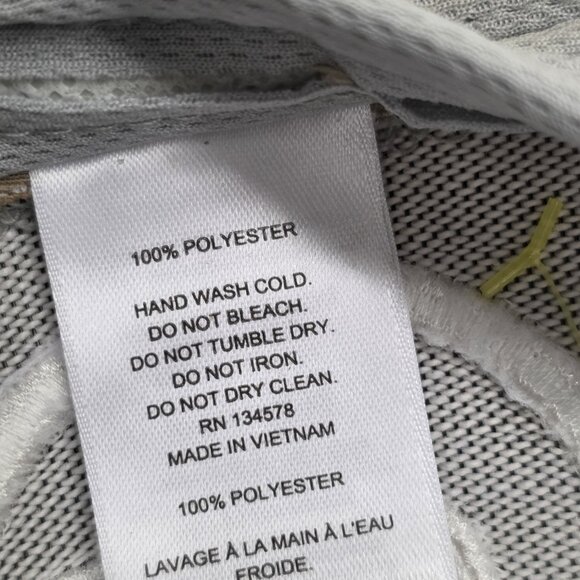 100% POLYESTER
HAND WASH COLD.
DO NOT BLEACH.
DO NOT TUMBLE DRY.
DO NOT IRON.
DO NOT DRY CLEAN.
RN 134578
MADE IN VIETNAM
100% POLYESTER
LAVAGE À LA MAIN À L'EAU
FROIDE.